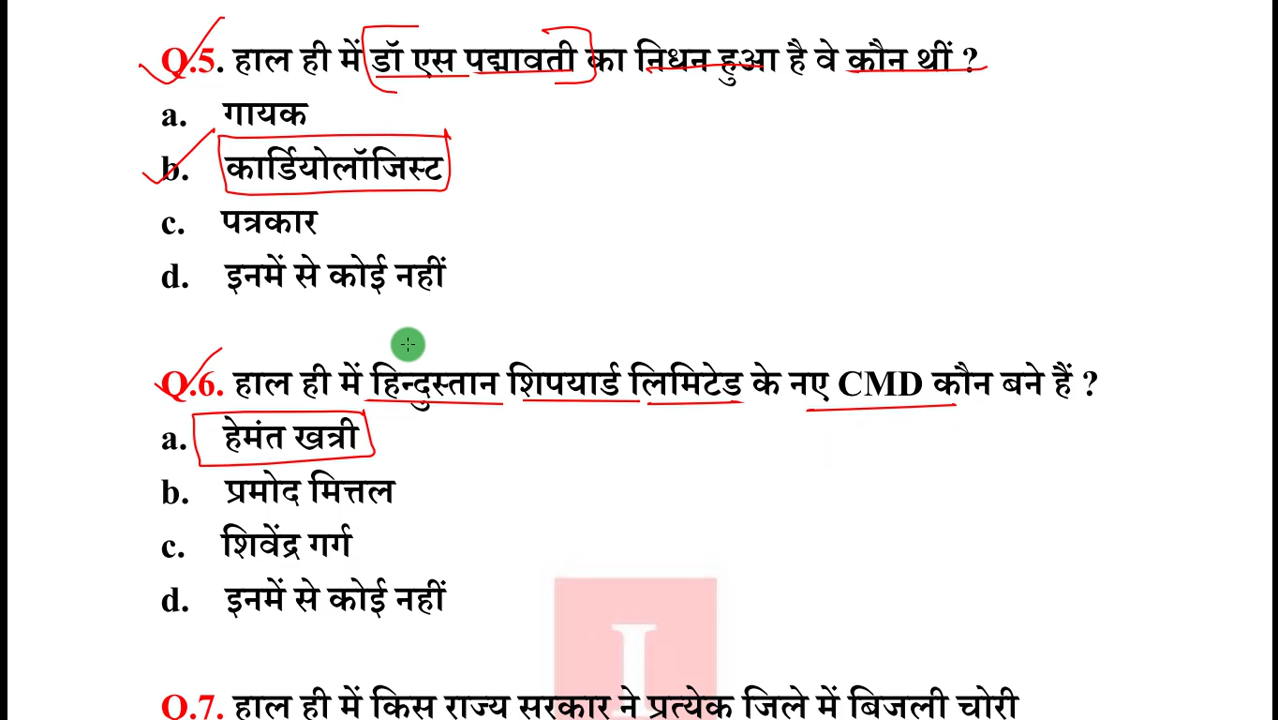 Q.5. हाल ही में डॉ एस पद्मावती का निधन हुआ है वे कौन थीं ?
a. गायक
b. कार्डियोलॉजिस्ट
c. पत्रकार
d. इनमें से कोई नहीं
Q.6. हाल ही में हिन्दुस्तान शिपयार्ड लिमिटेड के नए CMD कौन बने हैं ?
a. हेमंत खत्री
b. प्रमोद मित्तल
c. शिवेंद्र गर्ग
d. इनमें से कोई नहीं
I
Q.7. हाल ही में किस राज्य सरकार ने प्रत्येक जिले में बिजली चोरी